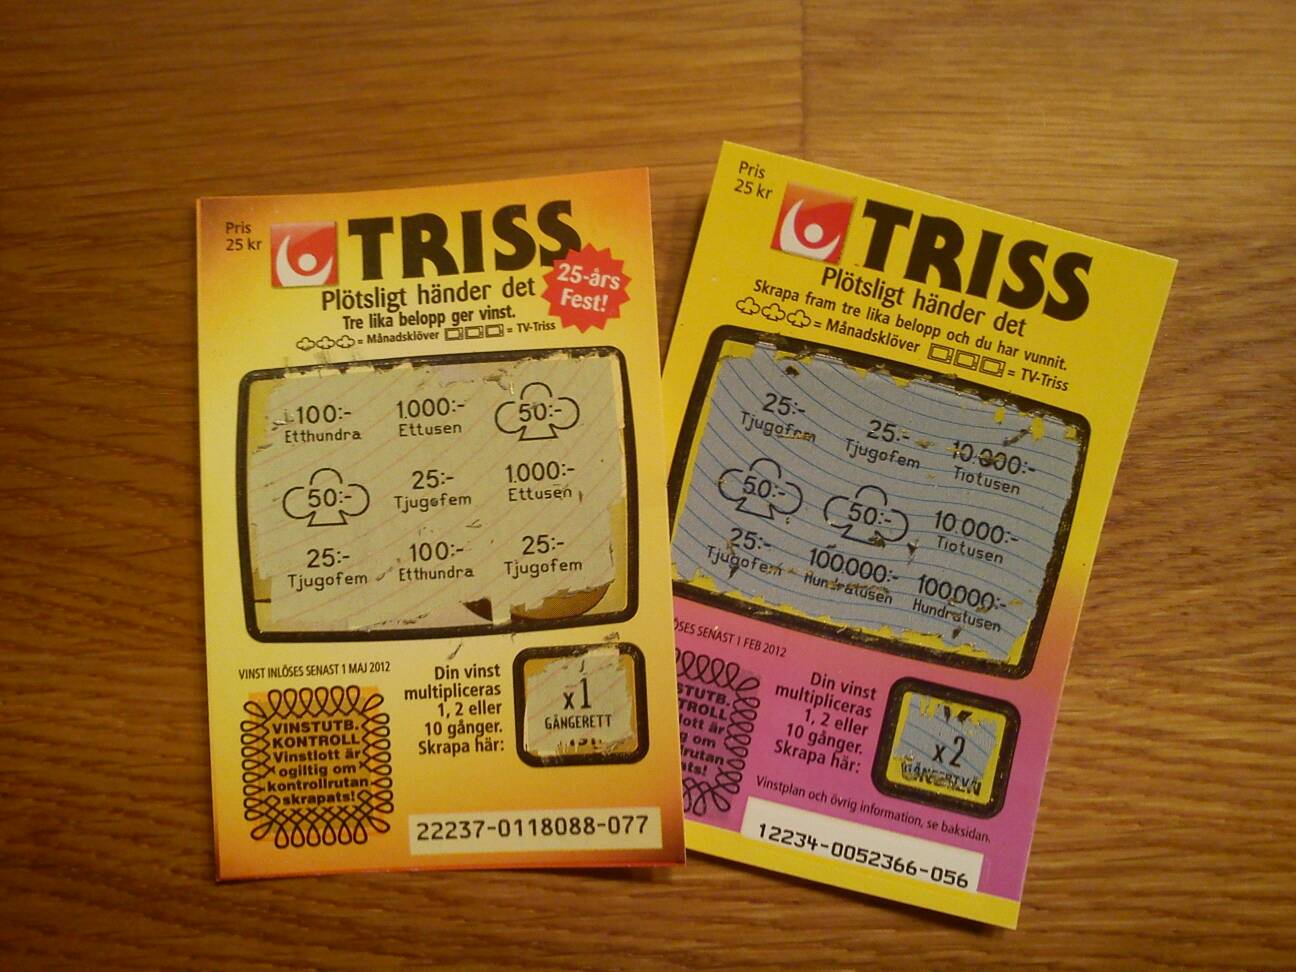 Pris
25 kr
TRISS
25-års
Fest!
Plötsligt händer det
Tre lika belopp ger vinst.
= Månadsklöver = TV-Triss
100:- 1.000:- 50:-
Etthundra Ettusen
50:- 25:- 1.000:-
Tjugofem Ettusen
25:- 100:- 25:-
Tjugofem Etthundra Tjugofem
VINST INLÖSES SENAST 1 MAJ 2012
VINSTUTB.
KONTROLL
Vinstlott är
ogiltig om
kontrollrutan
skrapats!
Din vinst
multipliceras
1, 2 eller
10 gånger.
Skrapa här:
x1
GÅNGERETT
22237-0118088-077
Pris
25 kr
TRISS
Plötsligt händer det
Skrapa fram tre lika belopp och du har vunnit.
= Månadsklöver = TV-Triss
25:- 25:- 10.000:-
Tjugofem Tjugofem Tiotusen
50:- 50:- 10.000:-
Tiotusen
25:- 100.000:- 100.000:-
Tjugofem Hundratusen Hundratusen
SENAST 1 FEB 2012
lott är
om
Din vinst
multipliceras
1, 2 eller
10 gånger.
Skrapa här:
x2
Vinstplan och övrig information, se baksidan.
12234-0052366-056